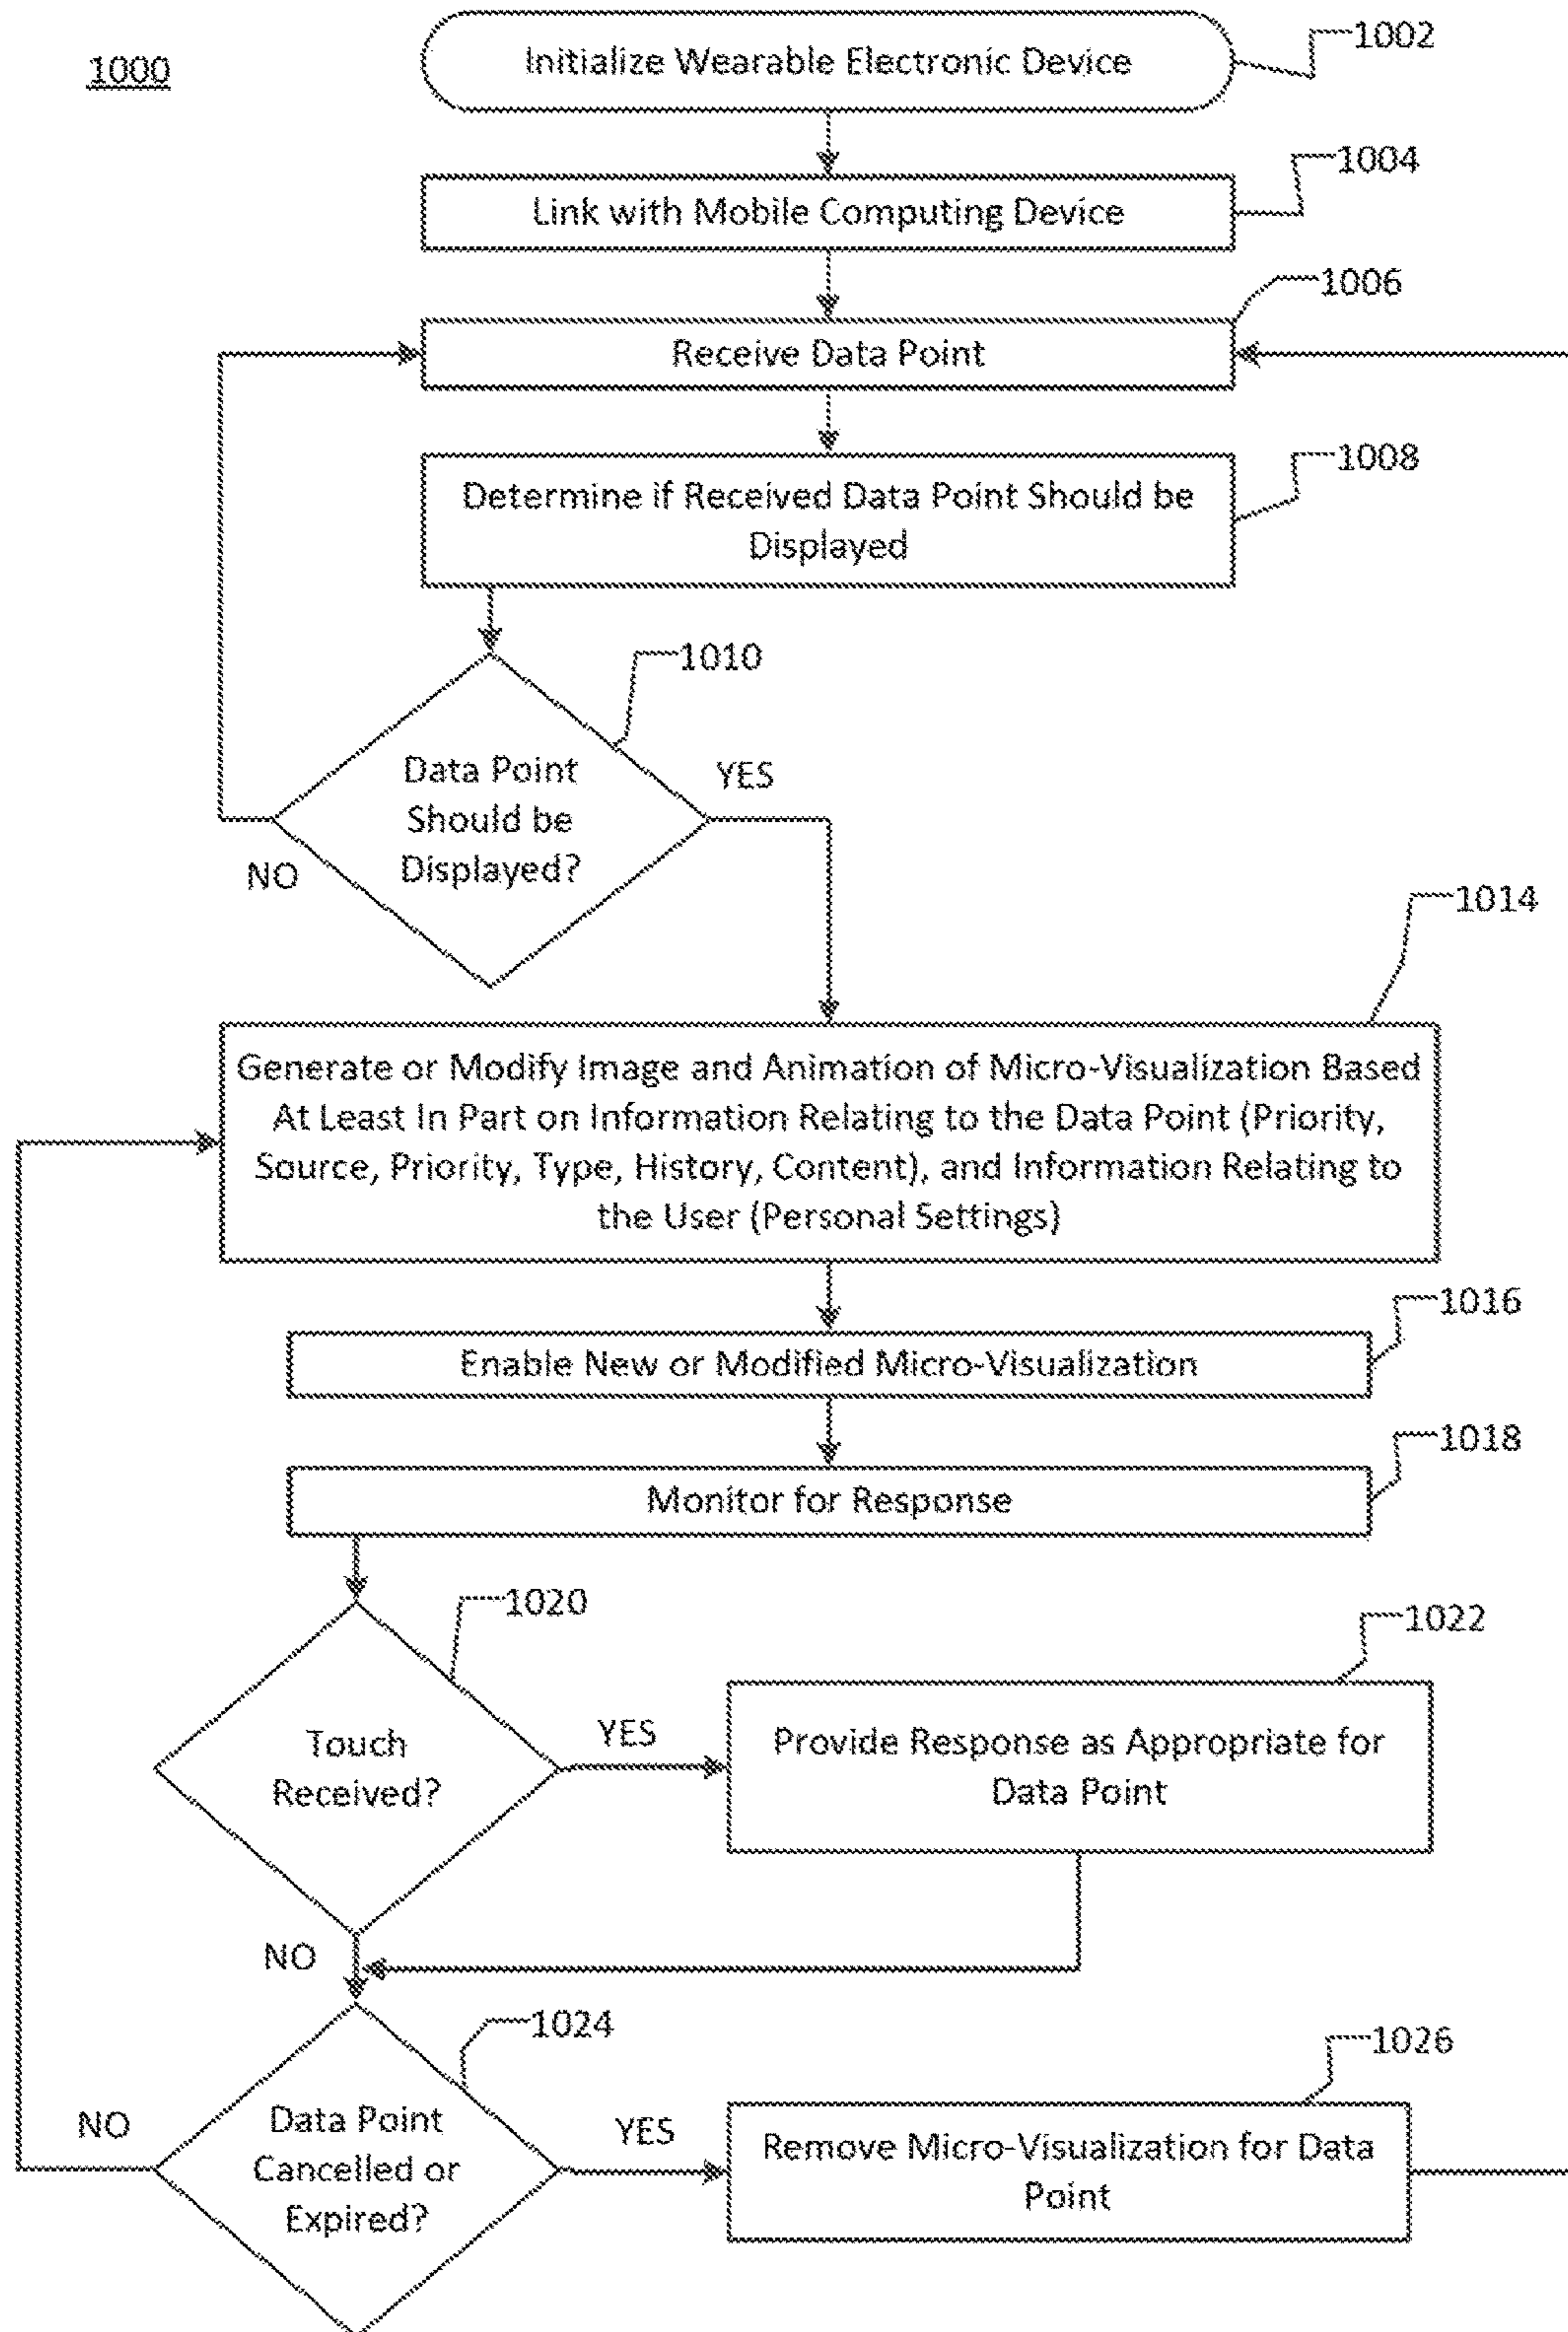 1000
Initialize Wearable Electronic Device
1002
Link with Mobile Computing Device
1004
1006
Receive Data Point
1008
Determine if Received Data Point Should be
Displayed
1010
Data Point
Should be
Displayed?
YES
NO
1014
Generate or Modify Image and Animation of Micro-Visualization Based
At Least In Part on Information Relating to the Data Point (Priority,
Source, Priority, Type, History, Content), and Information Relating to
the User (Personal Settings)
1016
Enable New or Modified Micro-Visualization
1018
Monitor for Response
1020
Touch
Received?
YES
1022
Provide Response as Appropriate for
Data Point
NO
1024
Data Point
Cancelled or
Expired?
NO
YES
1026
Remove Micro-Visualization for Data
Point